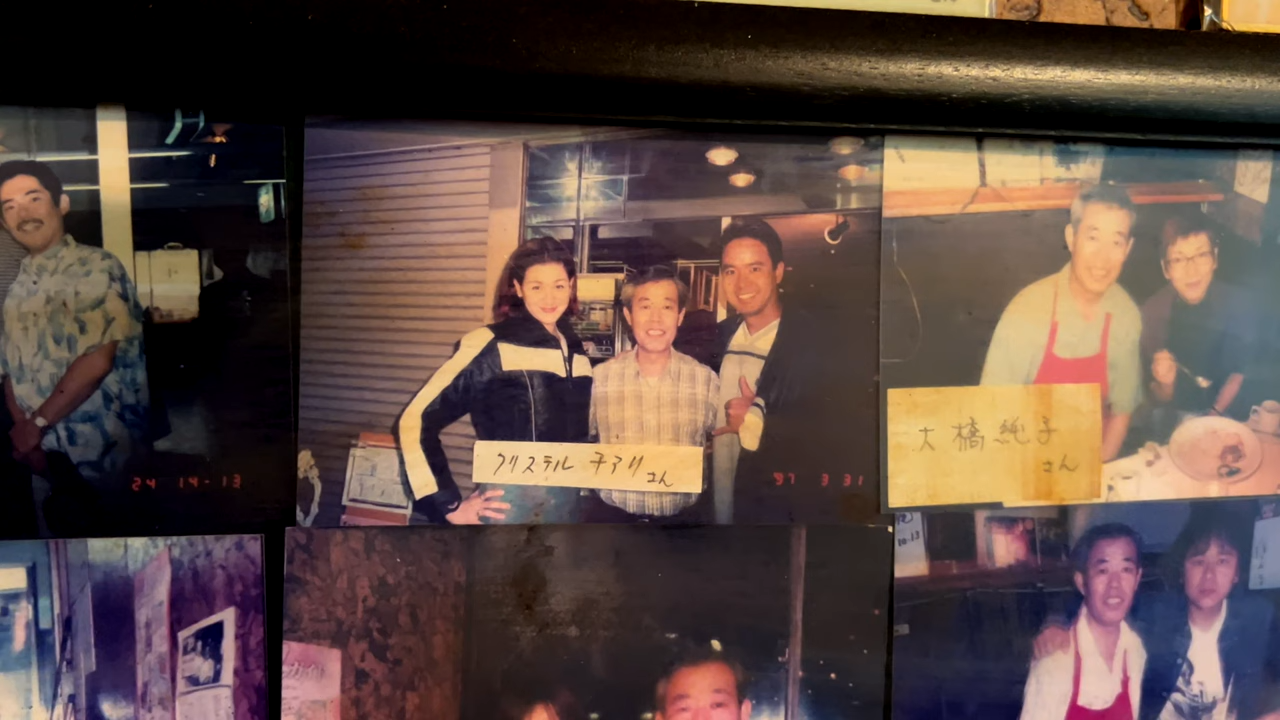 24 14-13
クリステル チアリ
さん
97 3 31
大橋純子
さん